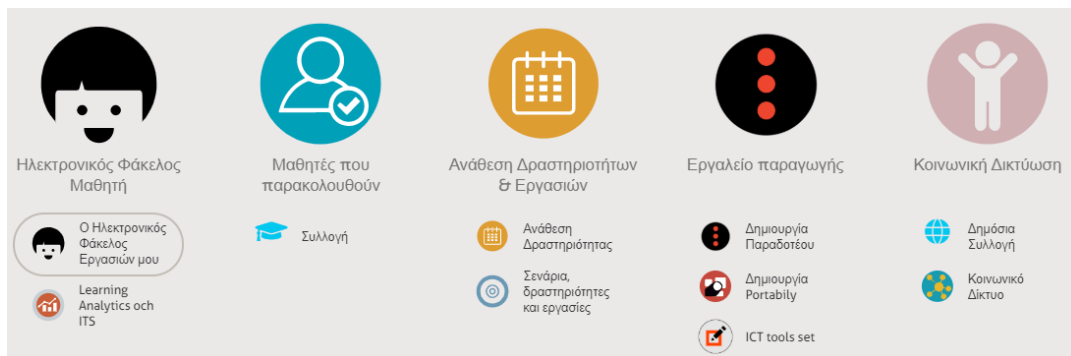 Ηλεκτρονικός Φάκελος
Μαθητή
Ο Ηλεκτρονικός
Φάκελος
Εργασιών μου
Learning
Analytics och
ITS
Μαθητές που
παρακολουθούν
Συλλογή
Ανάθεση Δραστηριοτήτων
& Εργασιών
Ανάθεση
Δραστηριότητας
Σενάρια,
δραστηριότητες
και εργασίες
Εργαλείο παραγωγής
Δημιουργία
Παραδοτέου
Δημιουργία
Portabily
ICT tools set
Κοινωνική Δικτύωση
Δημόσια
Συλλογή
Κοινωνικό
Δίκτυο